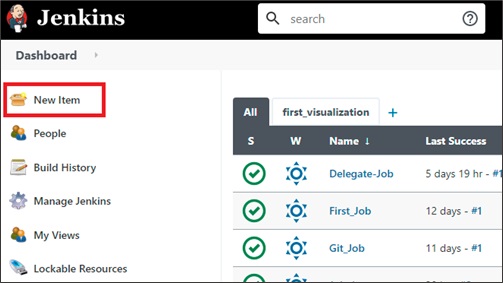 Jenkins
search
Dashboard
New Item
People
Build History
Manage Jenkins
My Views
Lockable Resources
All first_visualization +
S W Name ↓ Last Success
Delegate-Job 5 days 19 hr - #1
First_Job 12 days - #1
Git_Job 11 days - #1